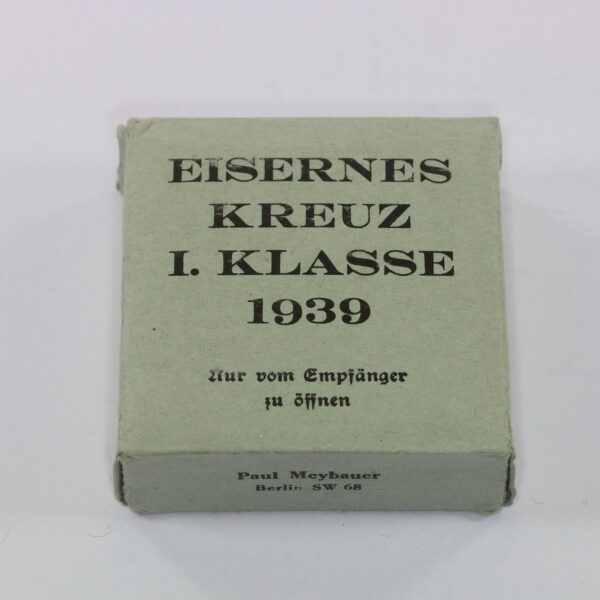 EISERNES
KREUZ
I. KLASSE
1939
Nur vom Empfänger
zu öffnen
Paul Meybauer
Berlin SW 68